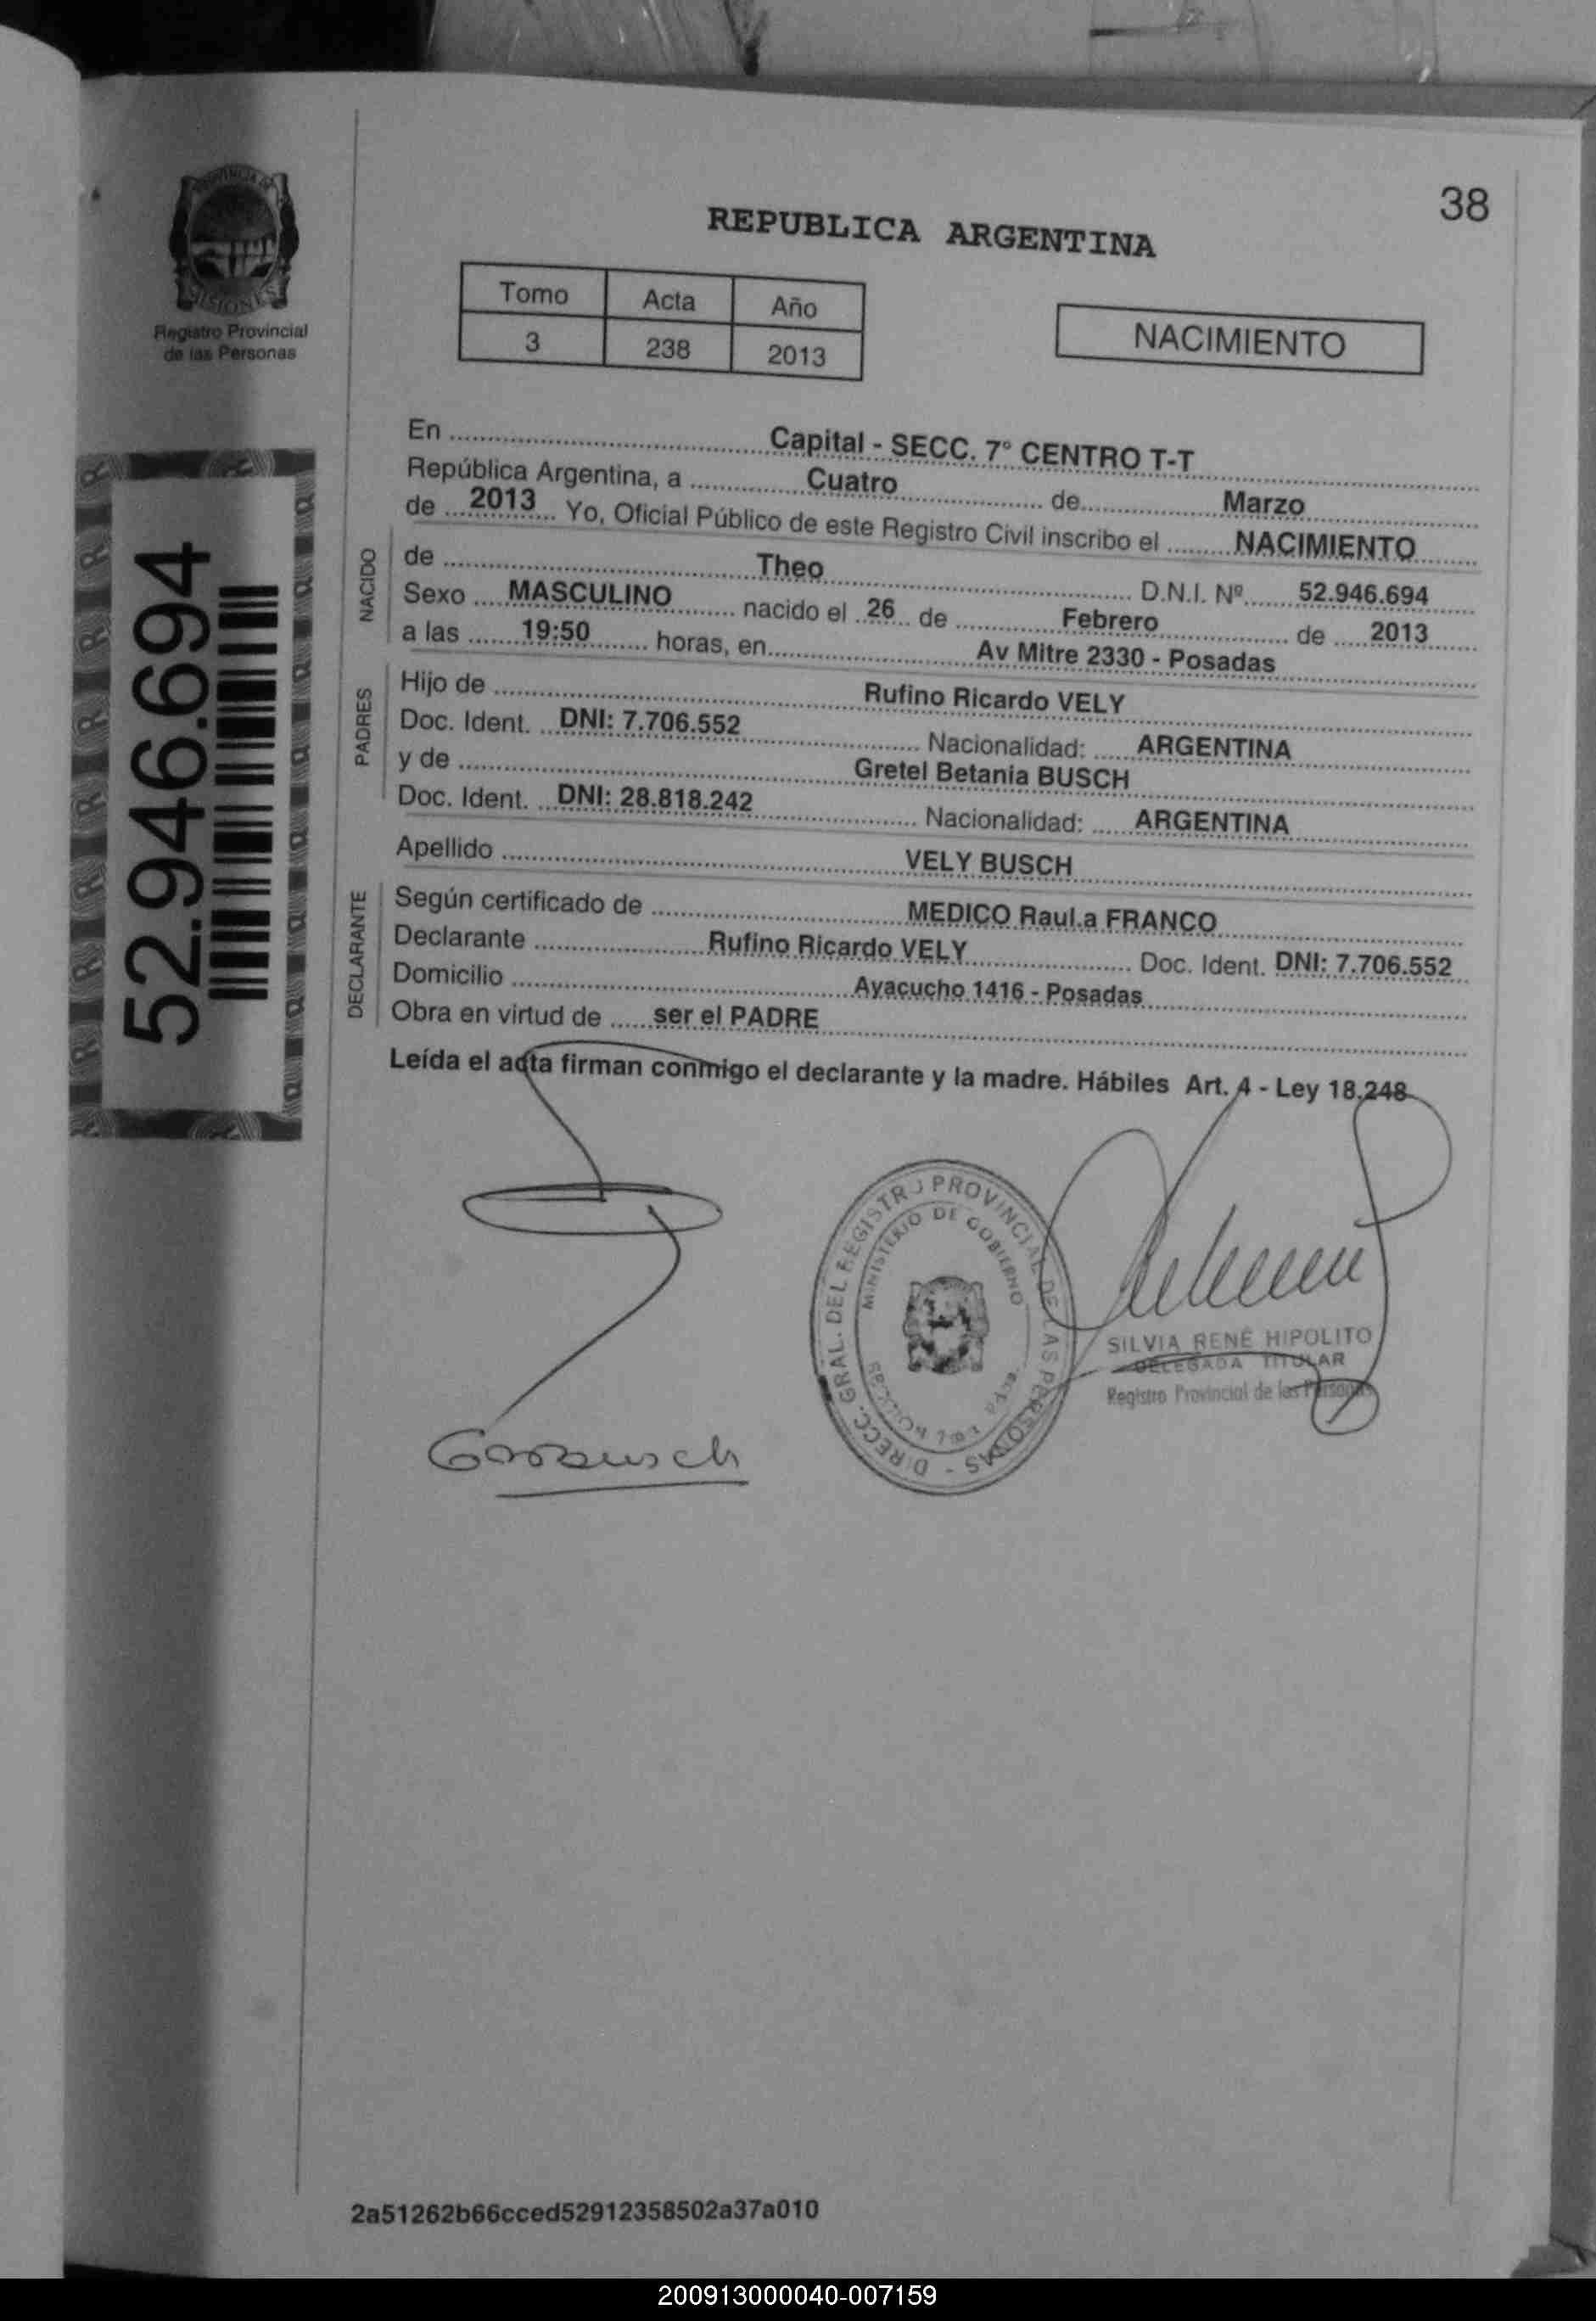 38
PROVINCIA DE
MISIONES
Registro Provincial
de las Personas
REPUBLICA ARGENTINA
Tomo Acta Año
3 238 2013
NACIMIENTO
52.946.694
En Capital - SECC. 7° CENTRO T-T
República Argentina, a Cuatro de Marzo
de 2013 Yo, Oficial Público de este Registro Civil inscribo el NACIMIENTO
NACIDO
de Theo D.N.I. Nº 52.946.694
Sexo MASCULINO nacido el 26 de Febrero de 2013
a las 19:50 horas, en Av Mitre 2330 - Posadas
PADRES
Hijo de Rufino Ricardo VELY
Doc. Ident. DNI: 7.706.552 Nacionalidad: ARGENTINA
y de Gretel Betania BUSCH
Doc. Ident. DNI: 28.818.242 Nacionalidad: ARGENTINA
Apellido VELY BUSCH
DECLARANTE
Según certificado de MEDICO Raul.a FRANCO
Declarante Rufino Ricardo VELY Doc. Ident. DNI: 7.706.552
Domicilio Ayacucho 1416 - Posadas
Obra en virtud de ser el PADRE
Leída el acta firman conmigo el declarante y la madre. Hábiles Art. 4 - Ley 18.248
DIRECC. GRAL. DEL REGISTRO PROVINCIAL DE LAS PERSONAS -
MINISTERIO DE GOBIERNO
SILVIA RENÉ HIPOLITO
DELEGADA TITULAR
Registro Provincial de las Personas
2a51262b66cced52912358502a37a010
200913000040-007159